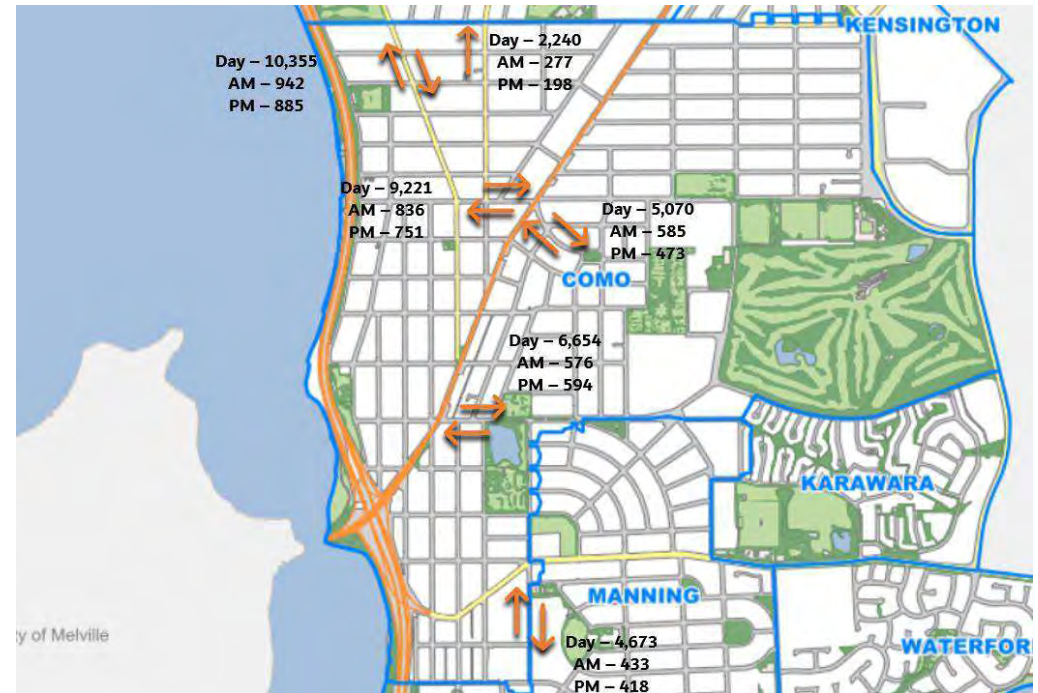 KENSINGTON
Day – 2,240
AM – 277
PM – 198
Day – 10,355
AM – 942
PM – 885
Day – 9,221
AM – 836
PM – 751
Day – 5,070
AM – 585
PM – 473
COMO
Day – 6,654
AM – 576
PM – 594
KARAWARA
MANNING
y of Melville
Day – 4,673
AM – 433
PM – 418
WATERFOR